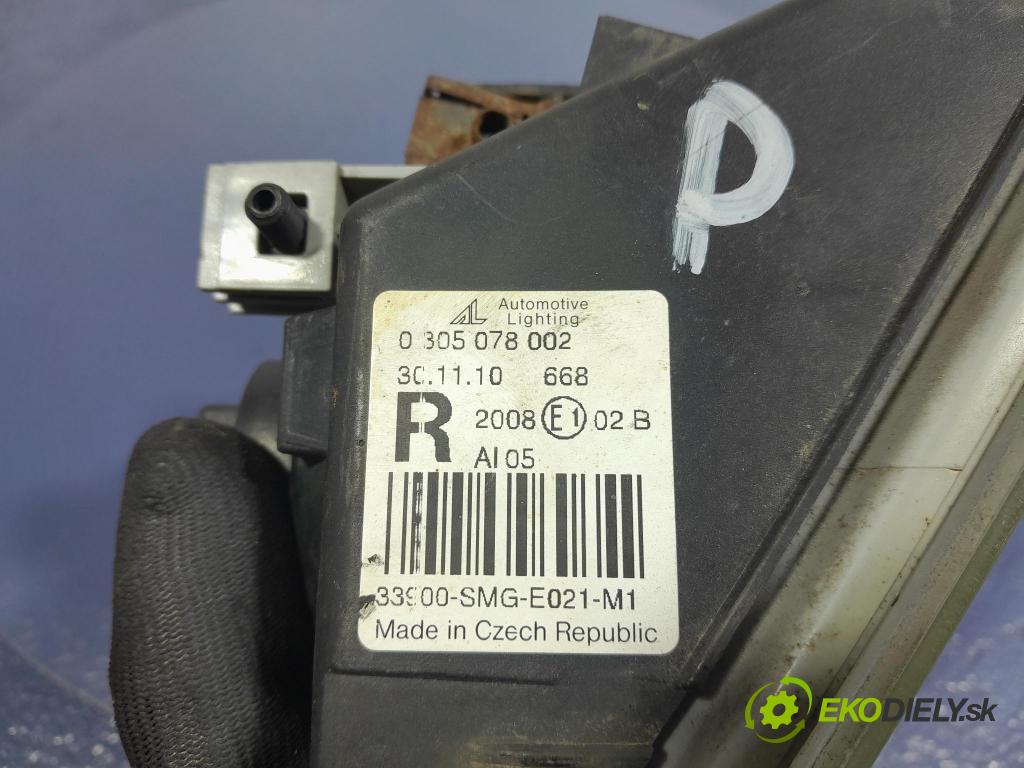 P
AL Automotive
Lighting
0 305 078 002
30.11.10 668
R 2008 E1 02 B
AI 05
33900-SMG-E021-M1
Made in Czech Republic
EKODIELY.sk